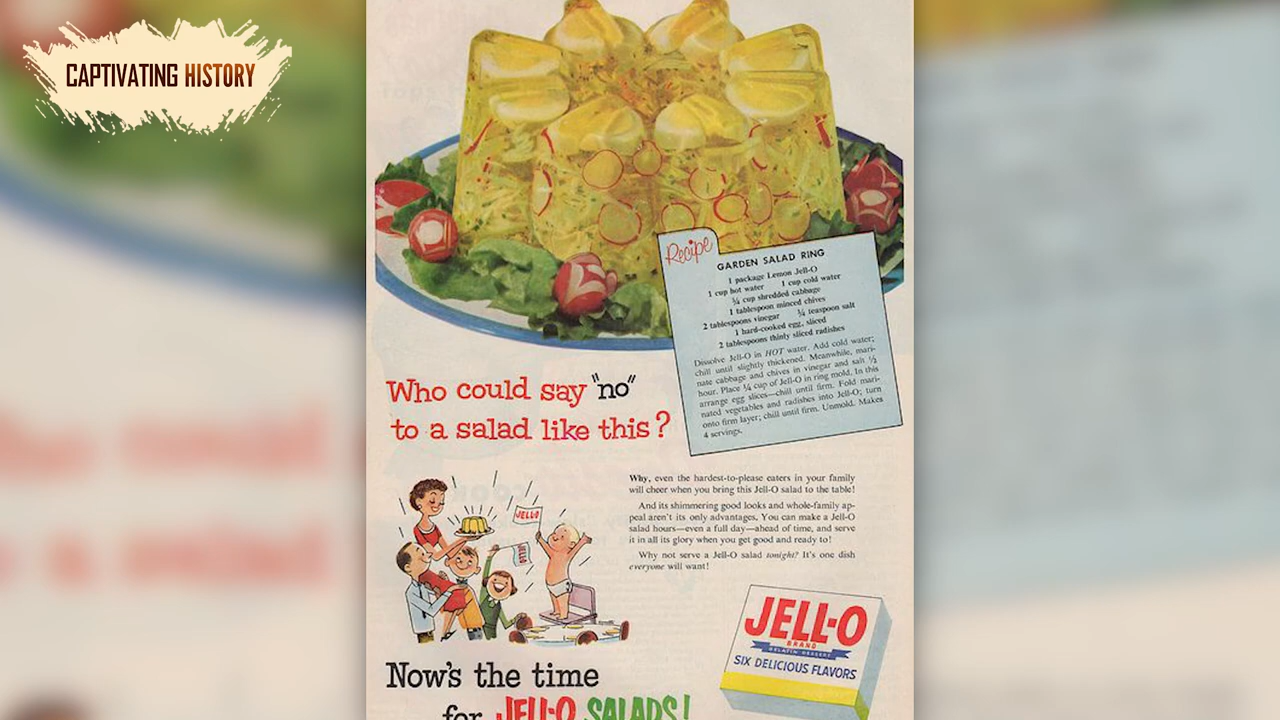 CAPTIVATING HISTORY
Recipe
GARDEN SALAD RING
1 package Lemon Jell-O
1 cup hot water 1 cup cold water
¾ cup shredded cabbage
1 tablespoon minced chives
2 tablespoons vinegar ¼ teaspoon salt
1 hard-cooked egg, sliced
2 tablespoons thinly sliced radishes
Dissolve Jell-O in HOT water. Add cold water;
chill until slightly thickened. Meanwhile, mari-
nate cabbage and chives in vinegar and salt ½
hour. Place ¼ cup of Jell-O in ring mold. In this
arrange egg slices—chill until firm. Fold mari-
nated vegetables and radishes into Jell-O; turn
onto firm layer; chill until firm. Unmold. Makes
4 servings.
Who could say "no"
to a salad like this?
Why, even the hardest-to-please eaters in your family
will cheer when you bring this Jell-O salad to the table!
And its shimmering good looks and whole-family ap-
peal aren't its only advantages. You can make a Jell-O
salad hours—even a full day—ahead of time, and serve
it in all its glory when you get good and ready to!
Why not serve a Jell-O salad tonight? It's one dish
everyone will want!
JELL-O
JELL-O
JELL-O
BRAND
GELATIN DESSERT
SIX DELICIOUS FLAVORS
Now's the time
for JELL-O SALADS!